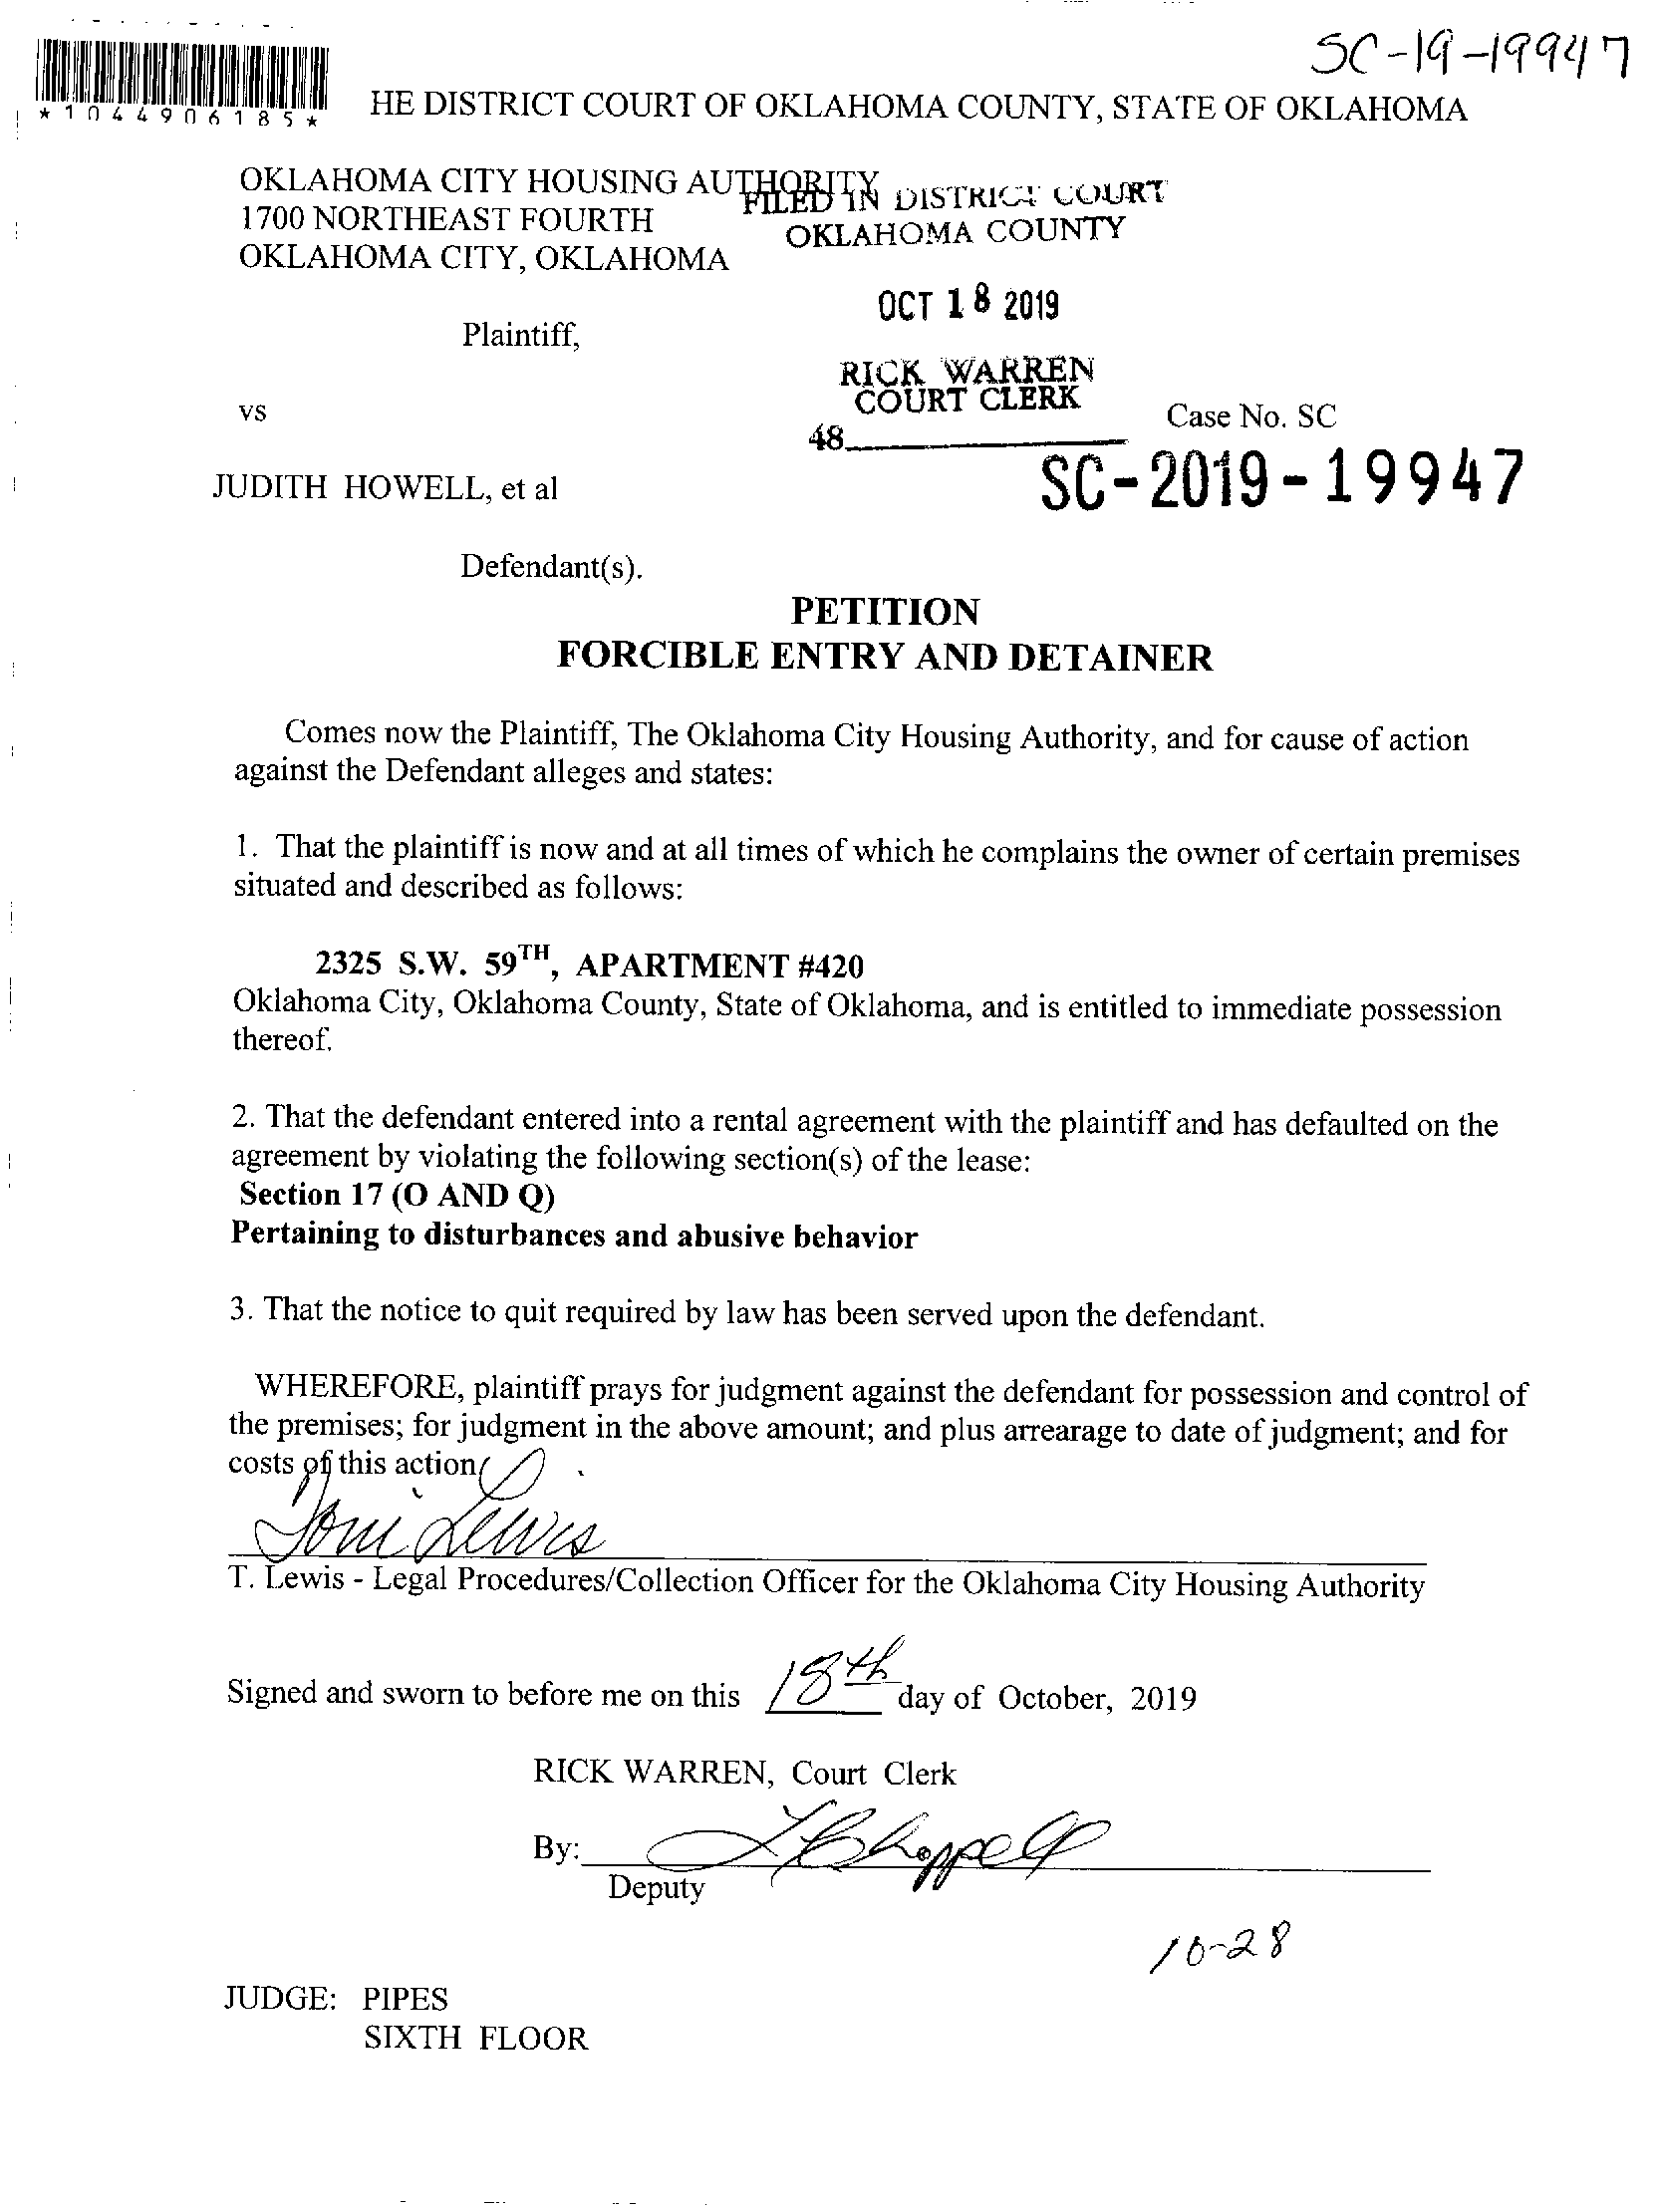 SC-19-19947
*1044906185*
HE DISTRICT COURT OF OKLAHOMA COUNTY, STATE OF OKLAHOMA
OKLAHOMA CITY HOUSING AUTHORITY
FILED IN DISTRICT COURT
1700 NORTHEAST FOURTH
OKLAHOMA COUNTY
OKLAHOMA CITY, OKLAHOMA
OCT 18 2019
Plaintiff,
RICK WARREN
COURT CLERK
vs
Case No. SC
48
SC-2019-19947
JUDITH HOWELL, et al
Defendant(s).
PETITION
FORCIBLE ENTRY AND DETAINER
Comes now the Plaintiff, The Oklahoma City Housing Authority, and for cause of action
against the Defendant alleges and states:
1. That the plaintiff is now and at all times of which he complains the owner of certain premises
situated and described as follows:
2325 S.W. 59TH, APARTMENT #420
Oklahoma City, Oklahoma County, State of Oklahoma, and is entitled to immediate possession
thereof.
2. That the defendant entered into a rental agreement with the plaintiff and has defaulted on the
agreement by violating the following section(s) of the lease:
Section 17 (O AND Q)
Pertaining to disturbances and abusive behavior
3. That the notice to quit required by law has been served upon the defendant.
WHEREFORE, plaintiff prays for judgment against the defendant for possession and control of
the premises; for judgment in the above amount; and plus arrearage to date of judgment; and for
costs of this action.
Toni Lewis
T. Lewis - Legal Procedures/Collection Officer for the Oklahoma City Housing Authority
Signed and sworn to before me on this 18th day of October, 2019
RICK WARREN, Court Clerk
By:
Deputy
10-28
JUDGE: PIPES
SIXTH FLOOR